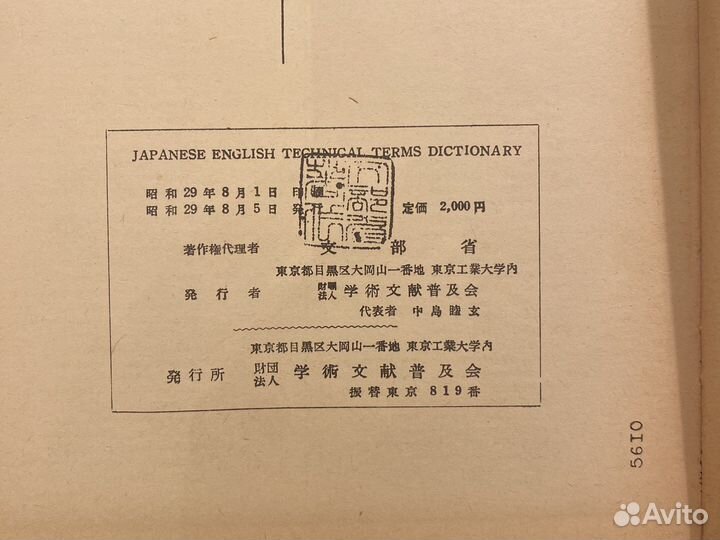 JAPANESE ENGLISH TECHNICAL TERMS DICTIONARY
昭和29年8月1日 印
昭和29年8月5日 発 定価 2,000円
著作権代理者 文部省
東京都目黒区大岡山一番地 東京工業大学内
発行者 財団法人 学術文献普及会
代表者 中島睦玄
東京都目黒区大岡山一番地 東京工業大学内
発行所 財団法人 学術文献普及会
振替東京 819番
5610
Avito